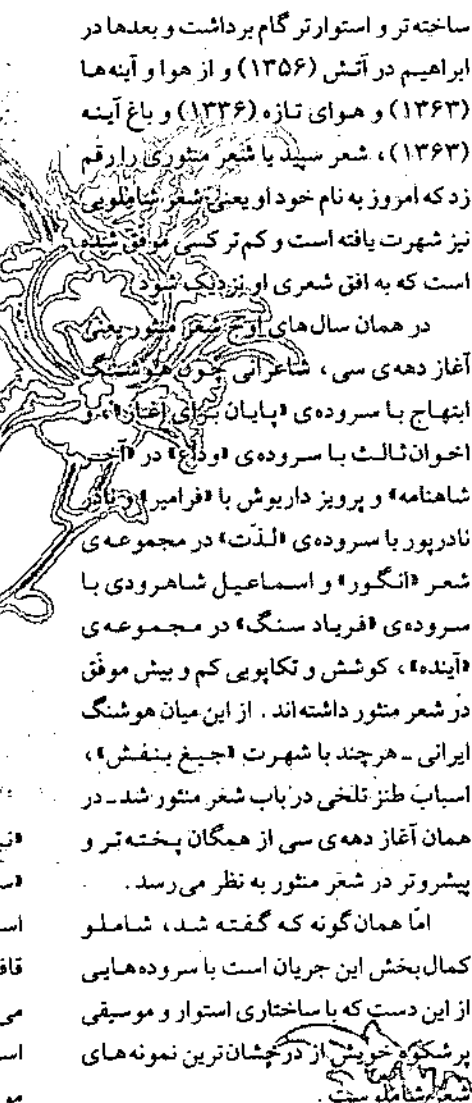 ساخته‌تر و استوارتر گام برداشت و بعدها در
ابراهیم در آتش (۱۳۵۶) و از هوا و آینه‌ها
(۱۳۶۳) و هوای تازه (۱۳۳۶) و باغ آینه
(۱۳۶۳)، شعر سپید یا شعر منثوری را رقم
زد که امروز به نام خود او یعنی شعر شاملویی
نیز شهرت یافته است و کم‌تر کسی موفق شده
است که به افق شعری او نزدیک شود.
در همان سال‌های اوج شعر منثور یعنی
آغاز دهه‌ی سی، شاعرانی چون هوشنگ
ابتهاج با سروده‌ی «پایان برای آغاز»، و
اخوان‌ثالث با سروده‌ی «وداع» در «آخر
شاهنامه» و پرویز داریوش با «فرامیر» و نادر
نادرپور با سروده‌ی «لذّت» در مجموعه‌ی
شعر «انگور» و اسماعیل شاهرودی با
سروده‌ی «فریاد سنگ» در مجموعه‌ی
«آینده»، کوشش و تکاپویی کم و بیش موفّق
در شعر منثور داشته‌اند. از این میان هوشنگ
ایرانی ـ هرچند با شهرت «جیغ بنفش»،
اسباب طنز تلخی در باب شعر منثور شد ـ در
همان آغاز دهه‌ی سی از همگان پخته‌تر و
پیشروتر در شعر منثور به نظر می‌رسد.
امّا همان‌گونه که گفته شد، شاملو
کمال‌بخش این جریان است با سروده‌هایی
از این دست که با ساختاری استوار و موسیقی
پرشکوه خویش از درخشان‌ترین نمونه‌های
شعر شاملو ست.